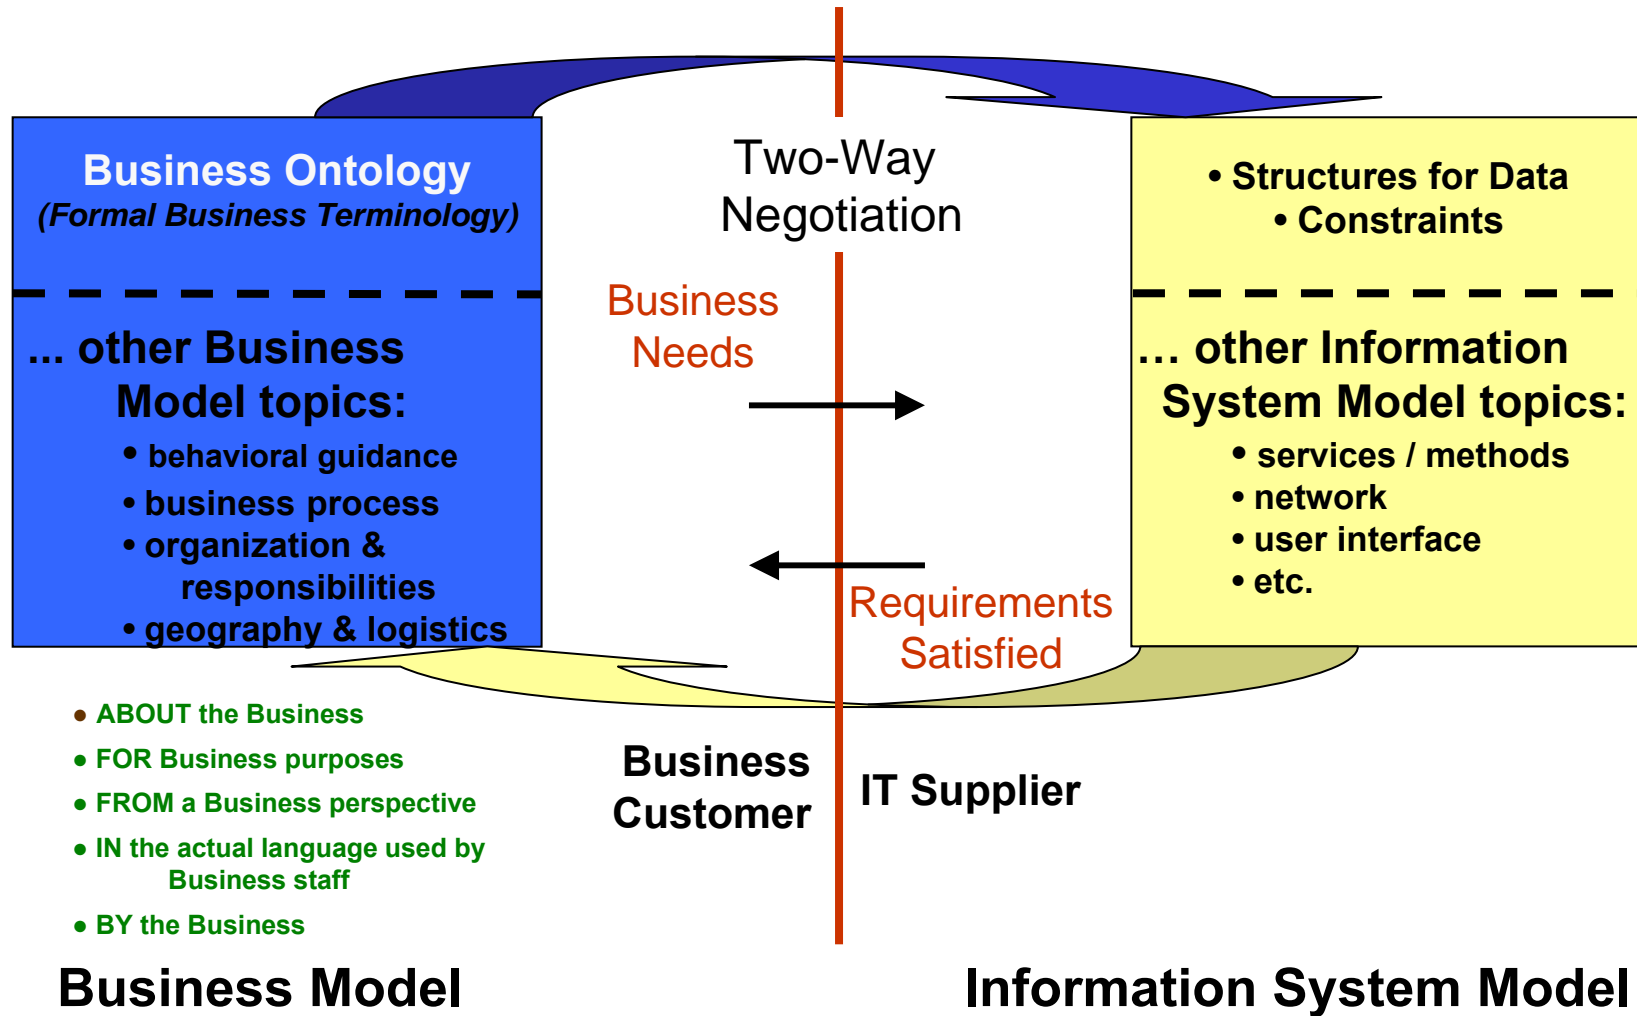 Business Ontology
(Formal Business Terminology)
... other Business
Model topics:
• behavioral guidance
• business process
• organization &
responsibilities
• geography & logistics
● ABOUT the Business
● FOR Business purposes
● FROM a Business perspective
● IN the actual language used by
Business staff
● BY the Business
Business Model
Two-Way
Negotiation
Business
Needs
Requirements
Satisfied
Business
Customer
IT Supplier
• Structures for Data
• Constraints
... other Information
System Model topics:
• services / methods
• network
• user interface
• etc.
Information System Model